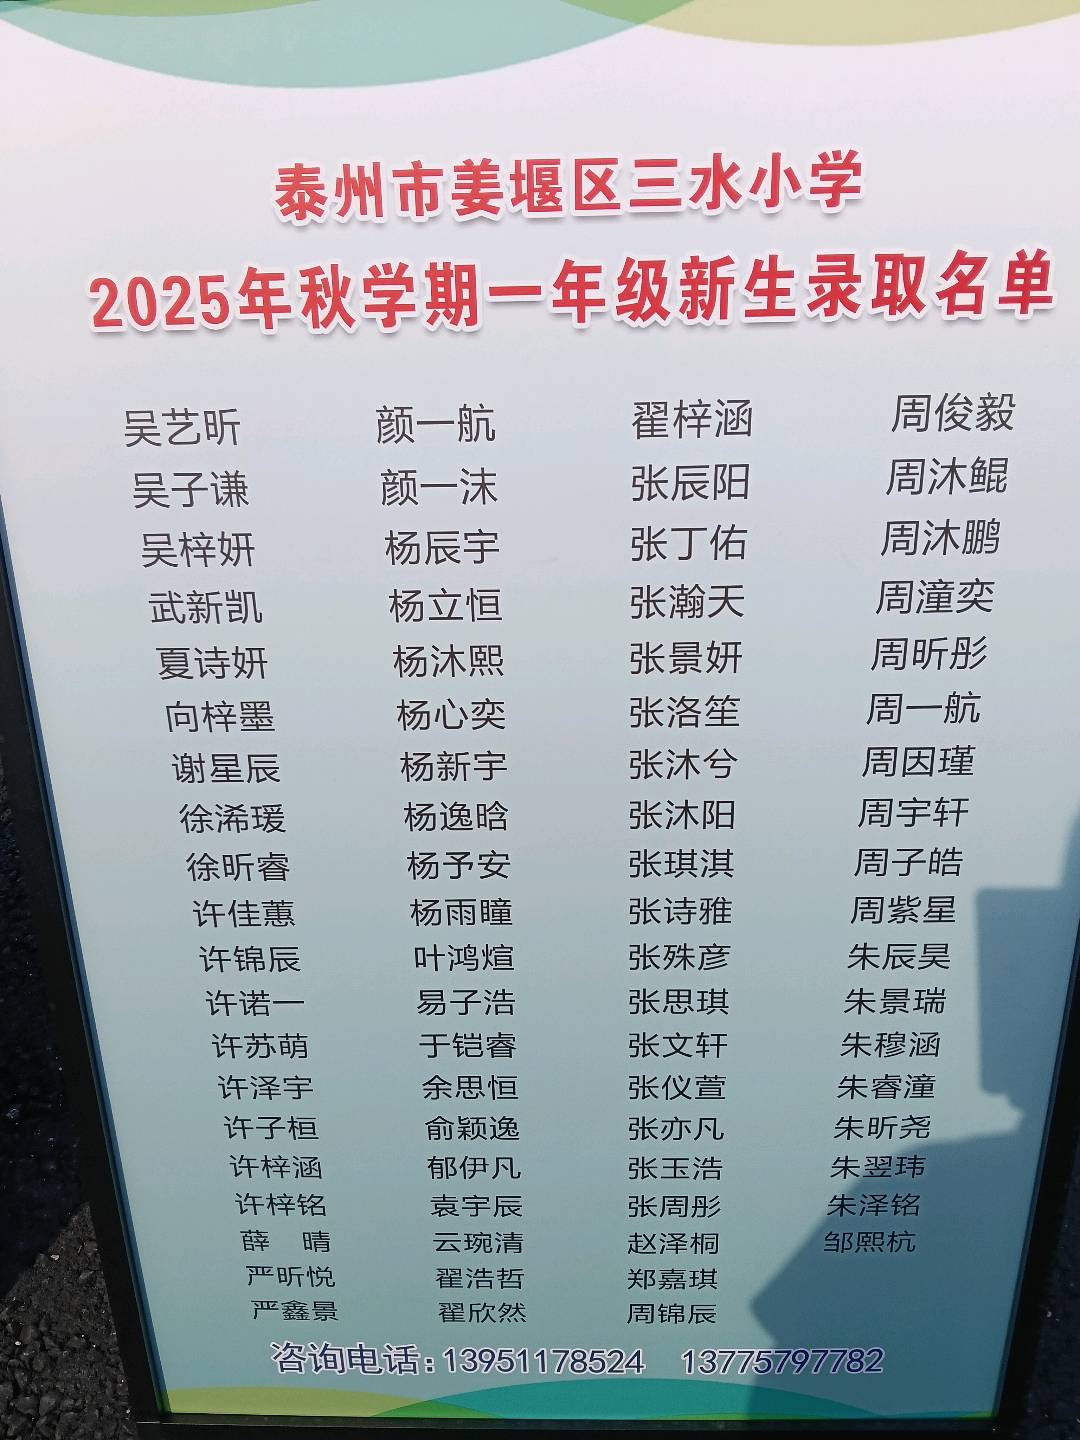 泰州市姜堰区三水小学
2025年秋学期一年级新生录取名单
吴艺昕 颜一航 翟梓涵 周俊毅
吴子谦 颜一沫 张辰阳 周沐鲲
吴梓妍 杨辰宇 张丁佑 周沐鹏
武新凯 杨立恒 张瀚天 周潼奕
夏诗妍 杨沐熙 张景妍 周昕彤
向梓墨 杨心奕 张洛笙 周一航
谢星辰 杨新宇 张沐兮 周因瑾
徐浠瑗 杨逸晗 张沐阳 周宇轩
徐昕睿 杨予安 张琪淇 周子皓
许佳蕙 杨雨瞳 张诗雅 周紫星
许锦辰 叶鸿煊 张殊彦 朱辰昊
许诺一 易子浩 张思琪 朱景瑞
许苏萌 于铠睿 张文轩 朱穆涵
许泽宇 余思恒 张仪萱 朱睿潼
许子桓 俞颖逸 张亦凡 朱昕尧
许梓涵 郁伊凡 张玉浩 朱翌玮
许梓铭 袁宇辰 张周彤 朱泽铭
薛 晴 云琬清 赵泽桐 邹熙杭
严昕悦 翟浩哲 郑嘉琪
严鑫景 翟欣然 周锦辰
咨询电话:13951178524 13775797782